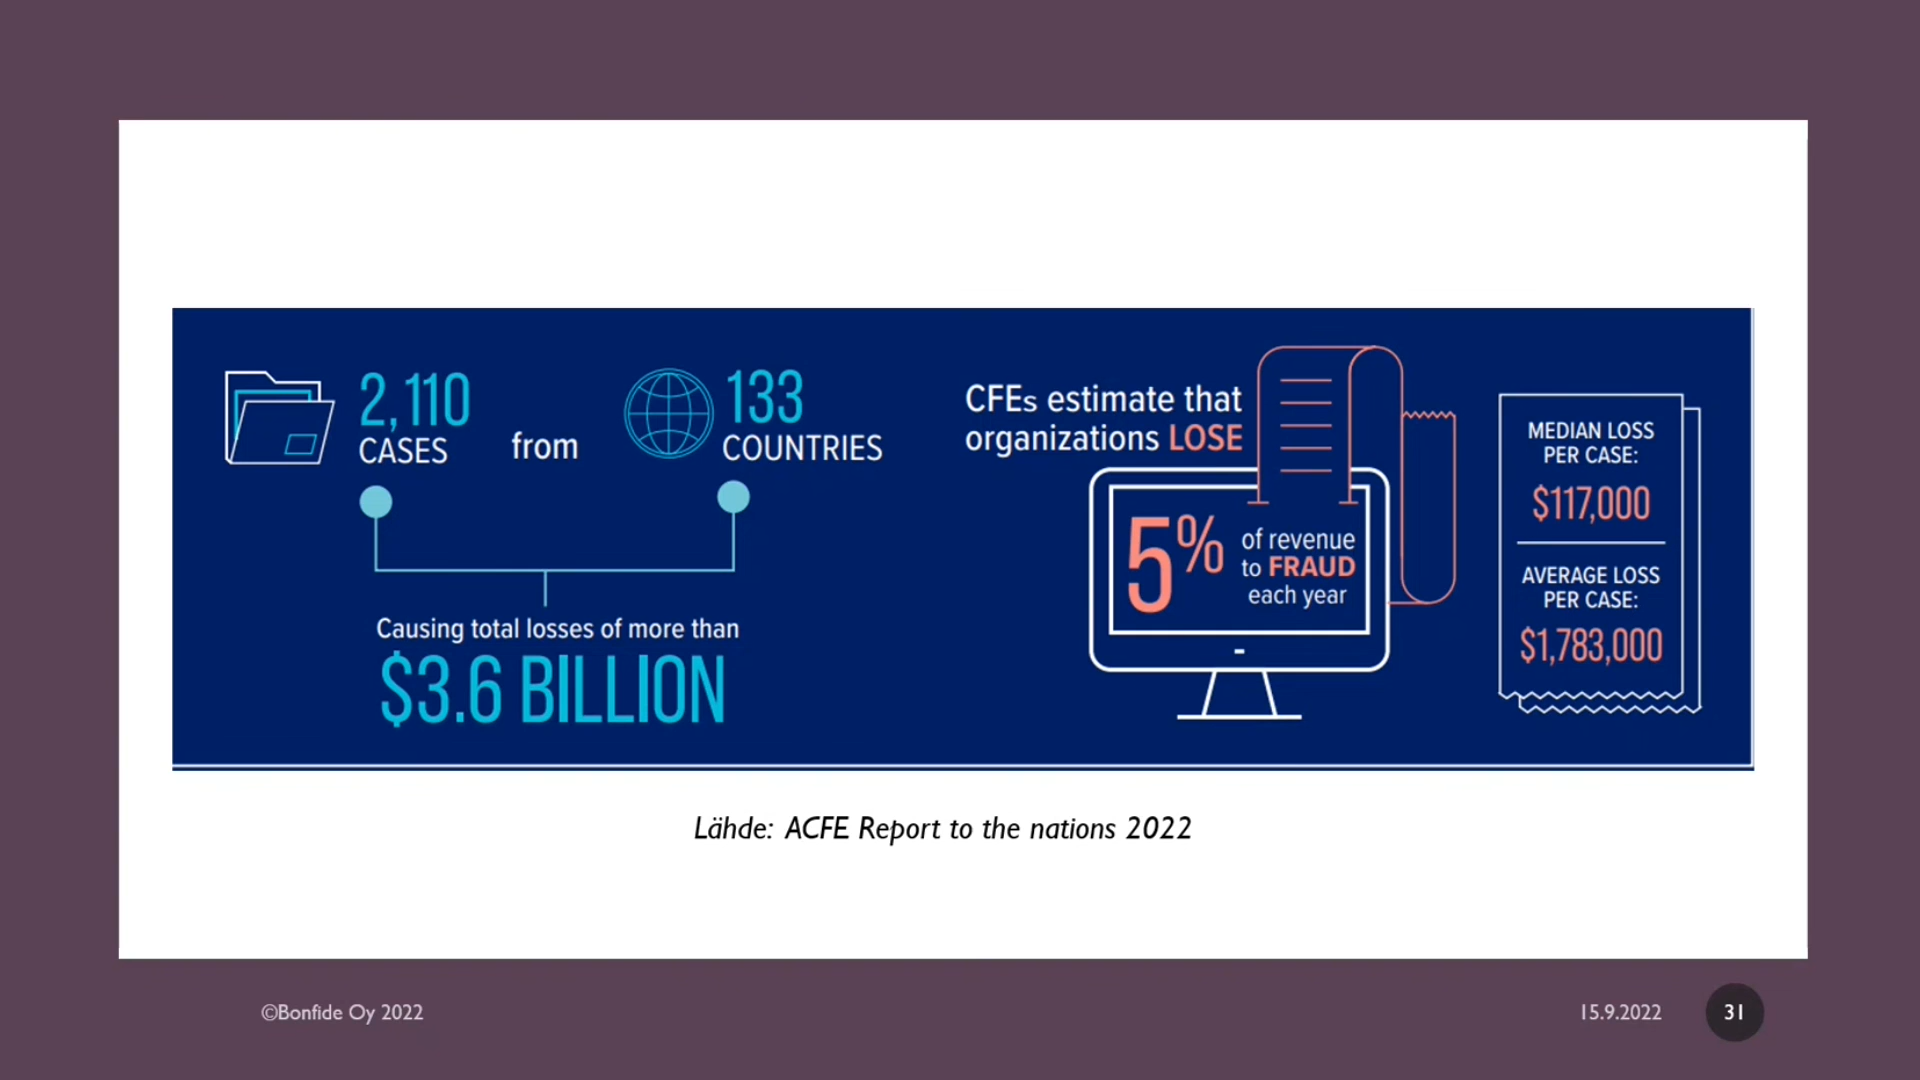 2,110
CASES
from
133
COUNTRIES
Causing total losses of more than
$3.6 BILLION
CFEs estimate that
organizations LOSE
5%
of revenue
to FRAUD
each year
MEDIAN LOSS
PER CASE:
$117,000
AVERAGE LOSS
PER CASE:
$1,783,000
Lähde: ACFE Report to the nations 2022
©Bonfide Oy 2022
15.9.2022
31